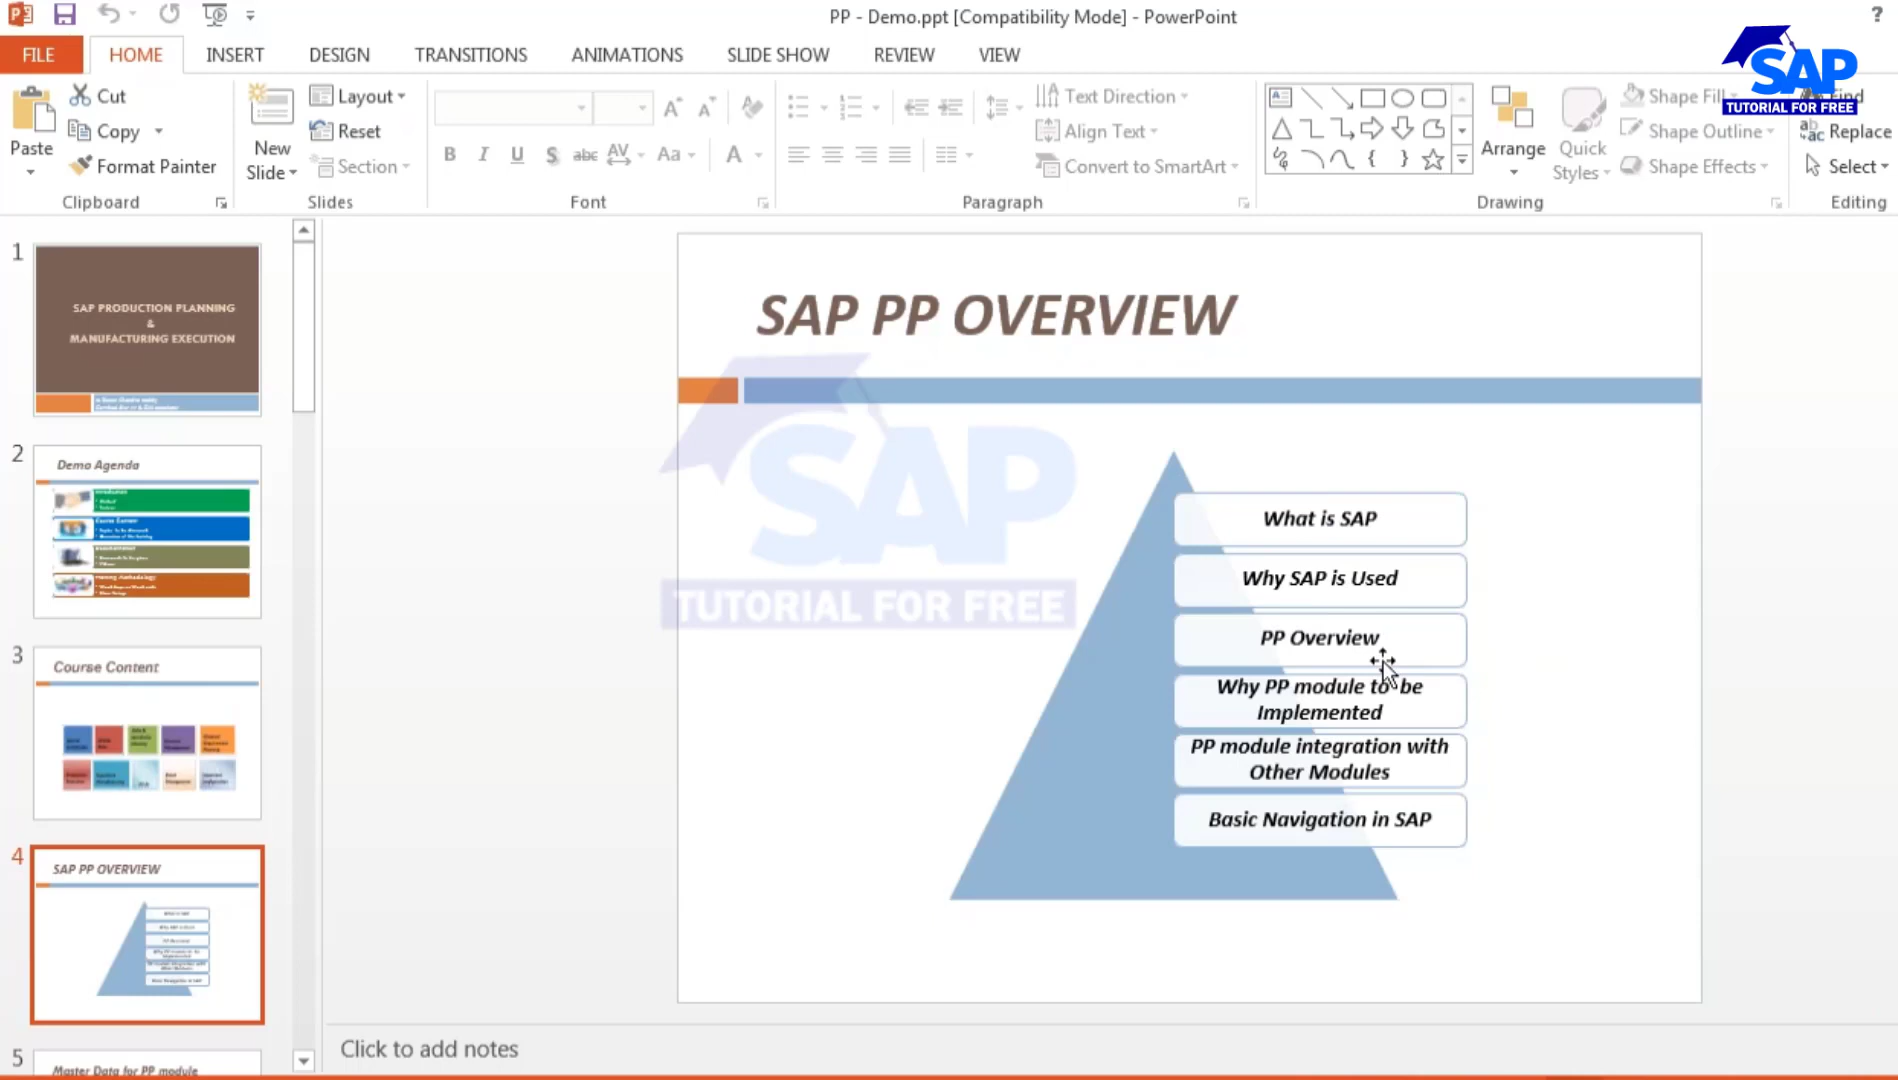 PP - Demo.ppt [Compatibility Mode] - PowerPoint
?
FILE
HOME
INSERT
DESIGN
TRANSITIONS
ANIMATIONS
SLIDE SHOW
REVIEW
VIEW
SAP
TUTORIAL FOR FREE
Paste
Cut
Copy
Format Painter
Clipboard
New
Slide
Layout
Reset
Section
Slides
B I U S abc AV Aa A
Font
Text Direction
Align Text
Convert to SmartArt
Paragraph
Arrange
Quick
Styles
Shape Fill
Shape Outline
Shape Effects
Drawing
Find
Replace
Select
Editing
1
SAP PRODUCTION PLANNING
&
MANUFACTURING EXECUTION
2
Demo Agenda
3
Course Content
4
SAP PP OVERVIEW
5
Master Data for PP module
SAP PP OVERVIEW
SAP
TUTORIAL FOR FREE
What is SAP
Why SAP is Used
PP Overview
Why PP module to be
Implemented
PP module integration with
Other Modules
Basic Navigation in SAP
Click to add notes